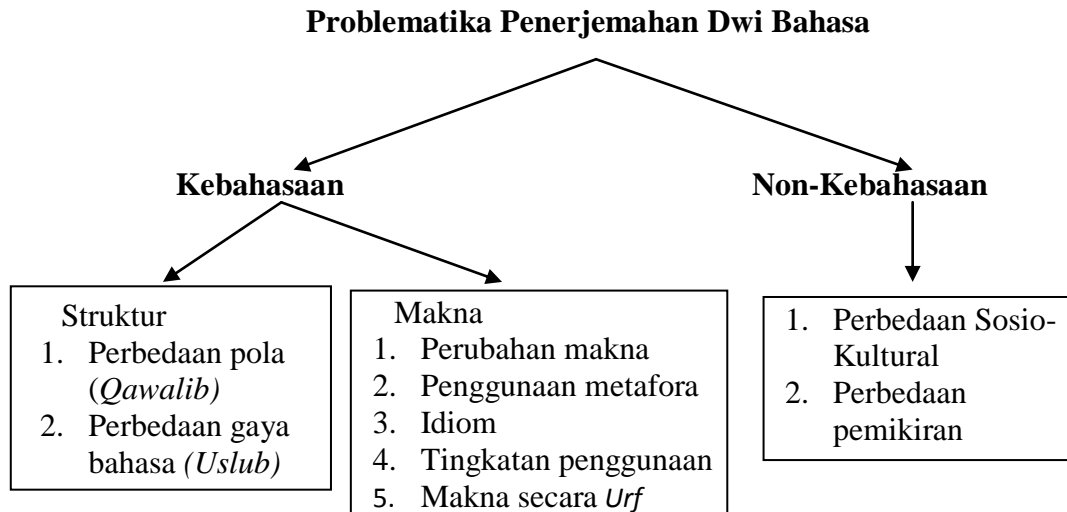 Problematika Penerjemahan Dwi Bahasa
Kebahasaan
Non-Kebahasaan
Struktur
1. Perbedaan pola
(Qawalib)
2. Perbedaan gaya
bahasa (Uslub)
Makna
1. Perubahan makna
2. Penggunaan metafora
3. Idiom
4. Tingkatan penggunaan
5. Makna secara Urf
1. Perbedaan Sosio-
Kultural
2. Perbedaan
pemikiran